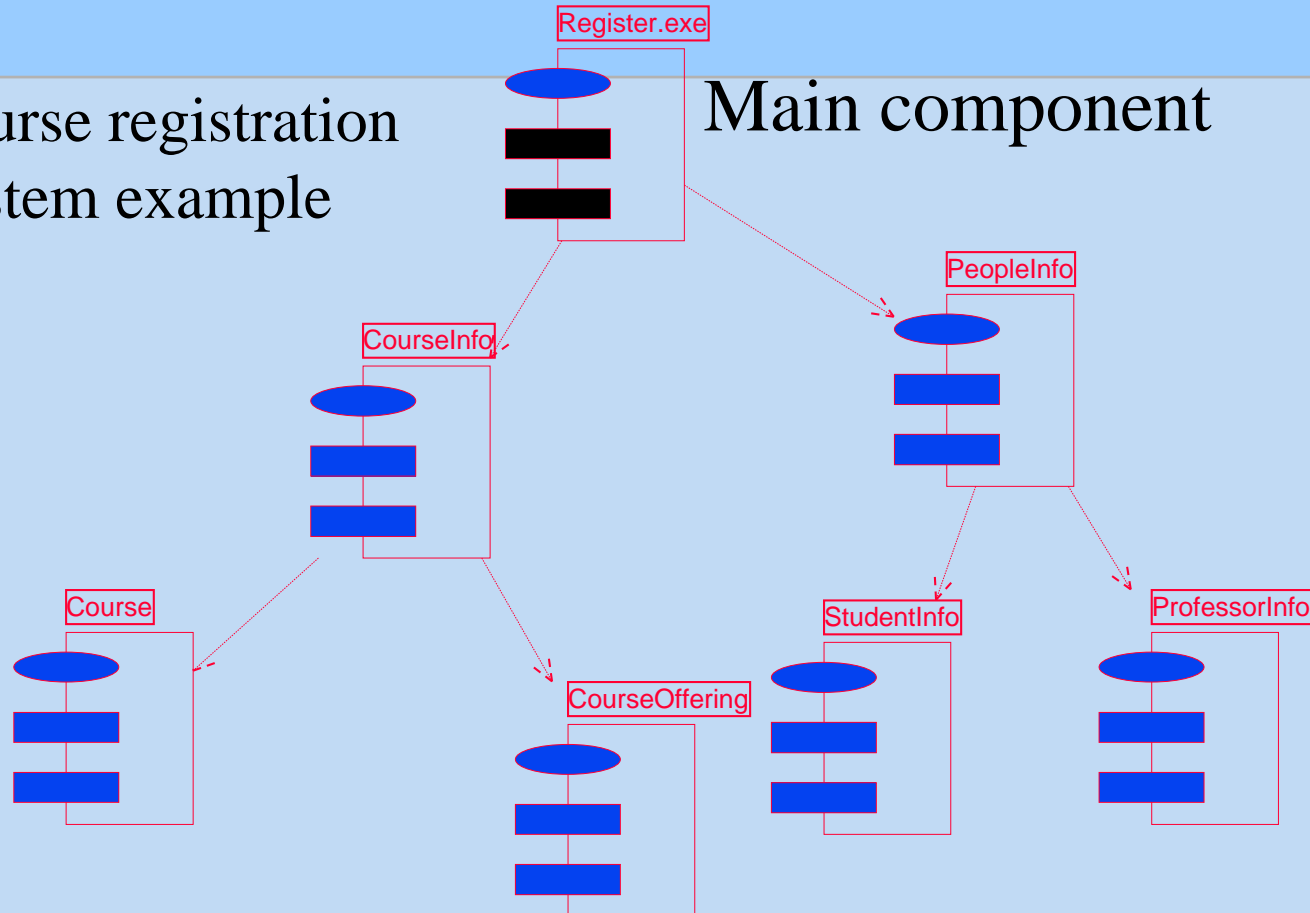 Register.exe
urse registration
stem example
Main component
PeopleInfo
CourseInfo
Course
StudentInfo
ProfessorInfo
CourseOffering